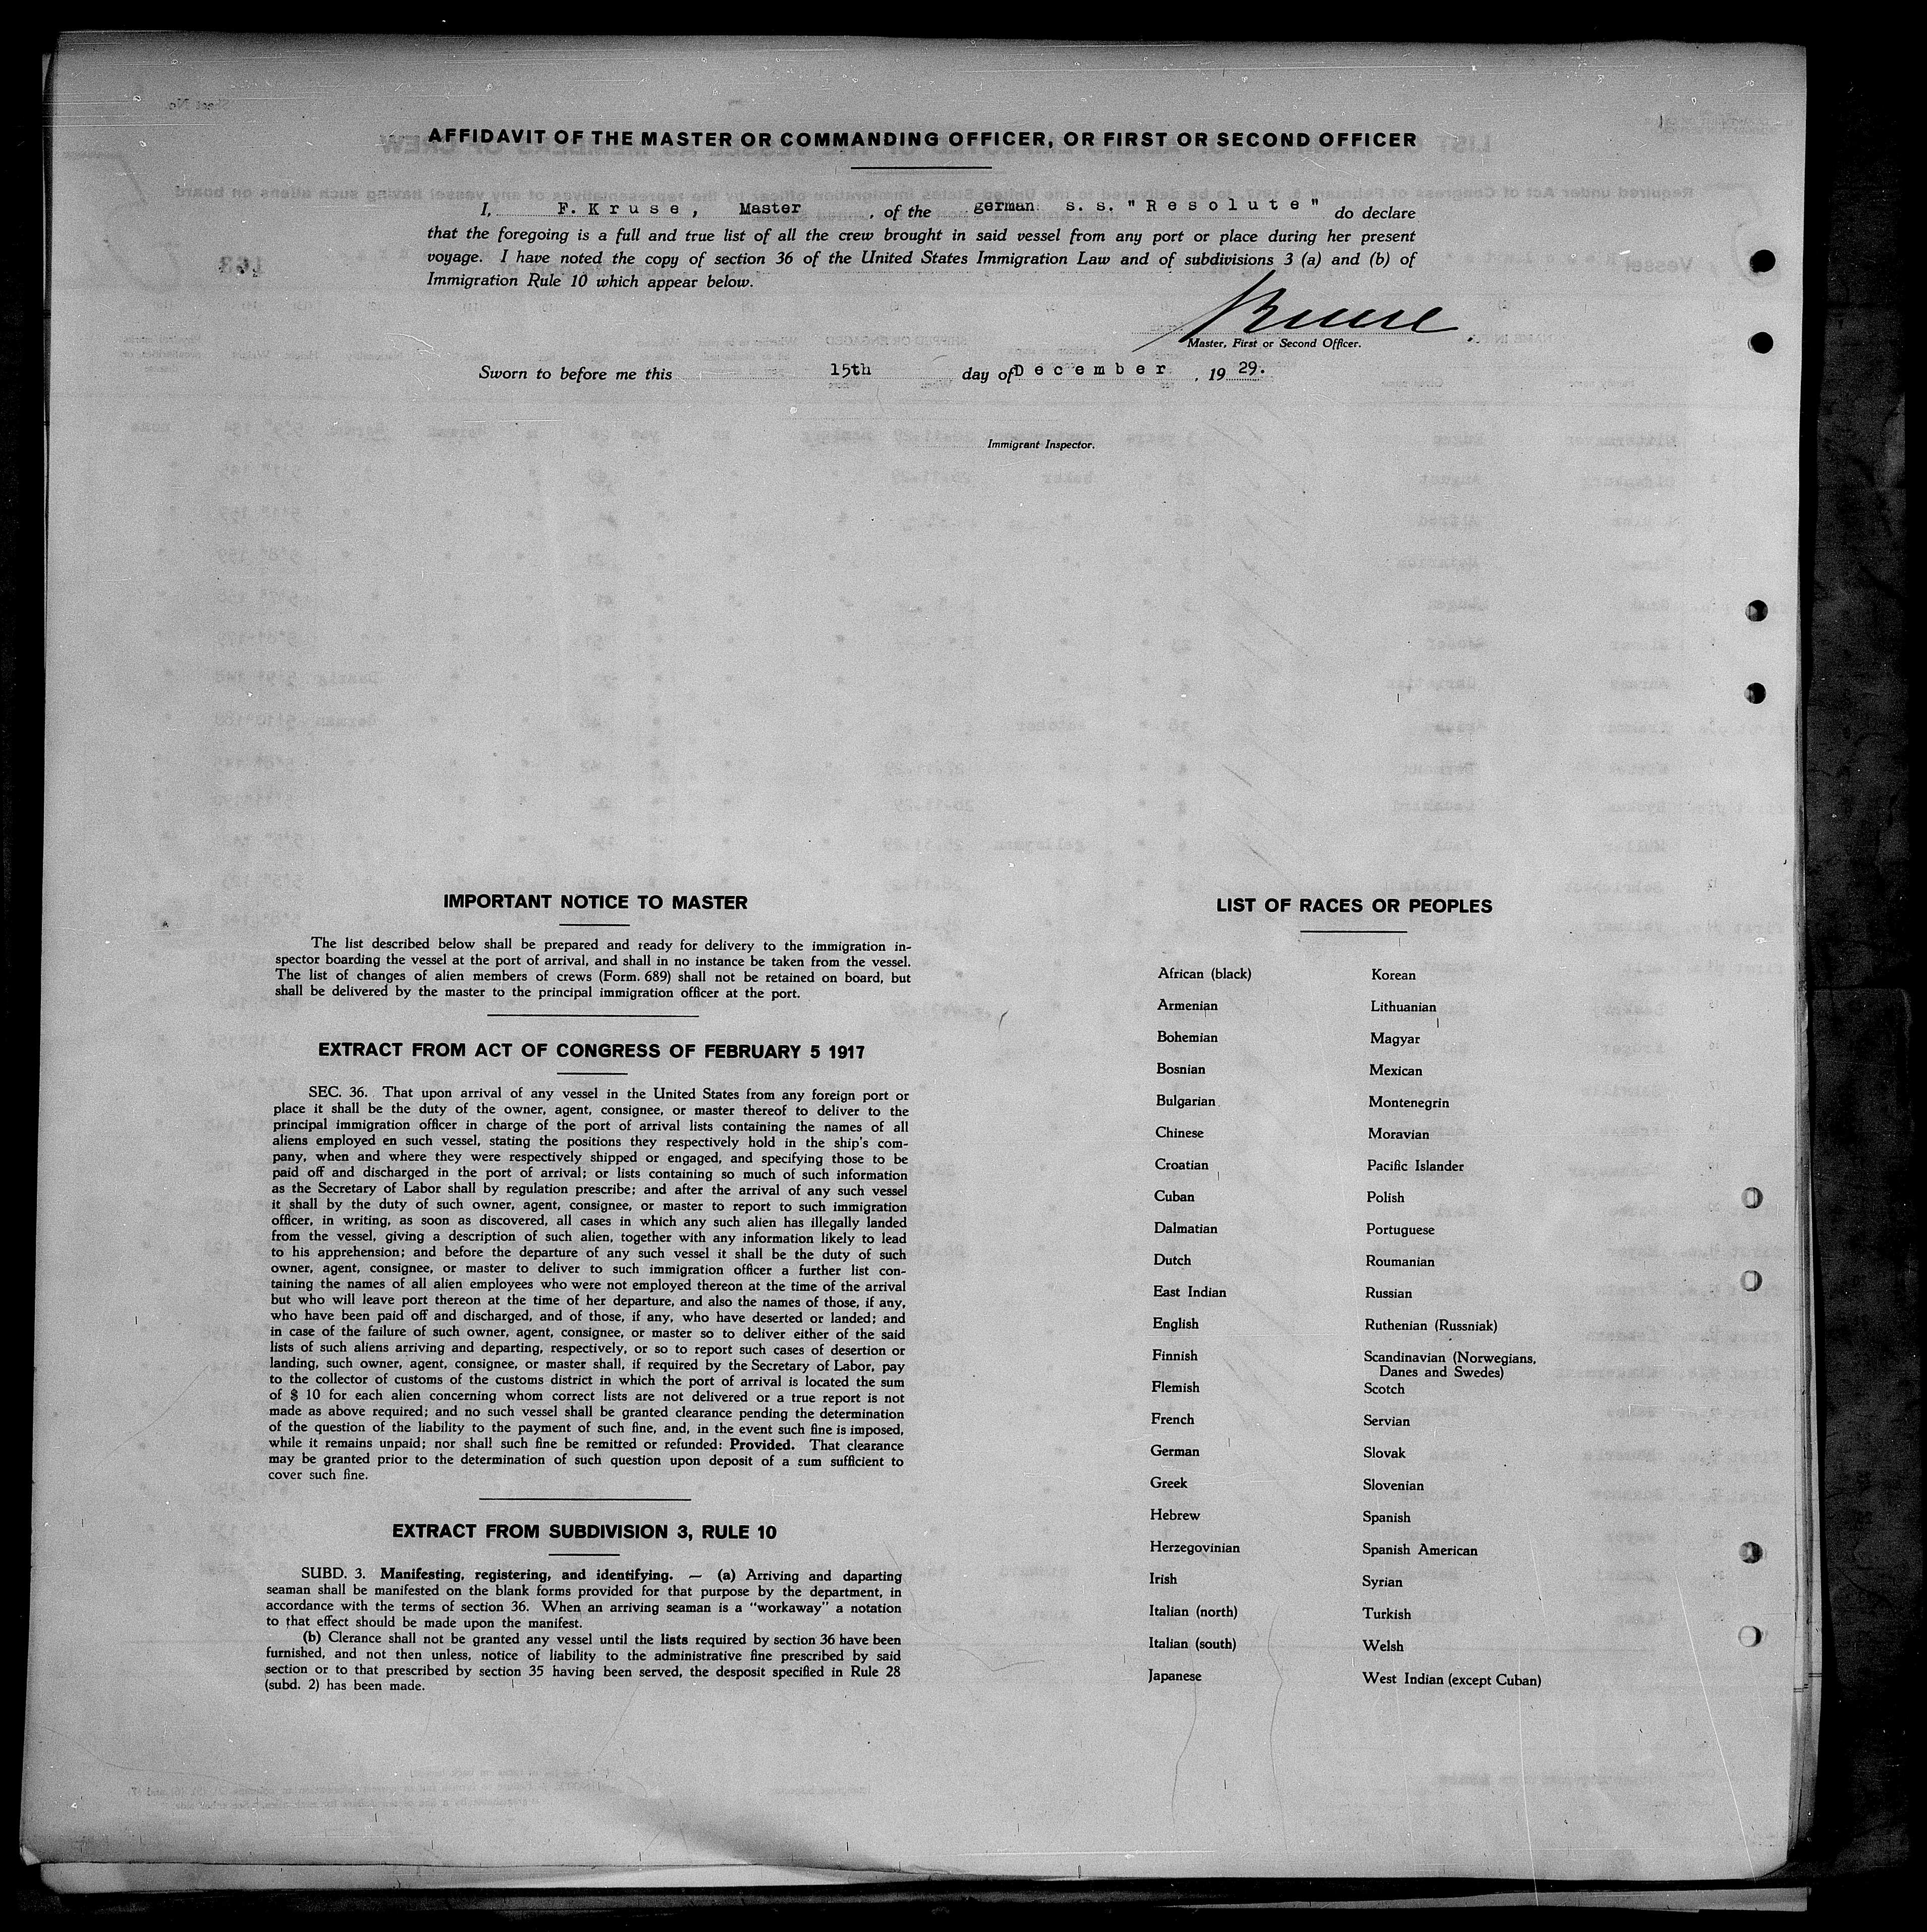 AFFIDAVIT OF THE MASTER OR COMMANDING OFFICER, OR FIRST OR SECOND OFFICER
I, F. Kruse, Master, of the german s. s. "Resolute" do declare
that the foregoing is a full and true list of all the crew brought in said vessel from any port or place during her present
voyage. I have noted the copy of section 36 of the United States Immigration Law and of subdivisions 3 (a) and (b) of
Immigration Rule 10 which appear below.
Kruse
Master, First or Second Officer.
Sworn to before me this 15th day of December, 19 29.
Immigrant Inspector.
IMPORTANT NOTICE TO MASTER
The list described below shall be prepared and ready for delivery to the immigration in-
spector boarding the vessel at the port of arrival, and shall in no instance be taken from the vessel.
The list of changes of alien members of crews (Form. 689) shall not be retained on board, but
shall be delivered by the master to the principal immigration officer at the port.
EXTRACT FROM ACT OF CONGRESS OF FEBRUARY 5 1917
SEC. 36. That upon arrival of any vessel in the United States from any foreign port or
place it shall be the duty of the owner, agent, consignee, or master thereof to deliver to the
principal immigration officer in charge of the port of arrival lists containing the names of all
aliens employed en such vessel, stating the positions they respectively hold in the ship's com-
pany, when and where they were respectively shipped or engaged, and specifying those to be
paid off and discharged in the port of arrival; or lists containing so much of such information
as the Secretary of Labor shall by regulation prescribe; and after the arrival of any such vessel
it shall by the duty of such owner, agent, consignee, or master to report to such immigration
officer, in writing, as soon as discovered, all cases in which any such alien has illegally landed
from the vessel, giving a description of such alien, together with any information likely to lead
to his apprehension; and before the departure of any such vessel it shall be the duty of such
owner, agent, consignee, or master to deliver to such immigration officer a further list con-
taining the names of all alien employees who were not employed thereon at the time of the arrival
but who will leave port thereon at the time of her departure, and also the names of those, if any,
who have been paid off and discharged, and of those, if any, who have deserted or landed; and
in case of the failure of such owner, agent, consignee, or master so to deliver either of the said
lists of such aliens arriving and departing, respectively, or so to report such cases of desertion or
landing, such owner, agent, consignee, or master shall, if required by the Secretary of Labor, pay
to the collector of customs of the customs district in which the port of arrival is located the sum
of $ 10 for each alien concerning whom correct lists are not delivered or a true report is not
made as above required; and no such vessel shall be granted clearance pending the determination
of the question of the liability to the payment of such fine, and, in the event such fine is imposed,
while it remains unpaid; nor shall such fine be remitted or refunded: Provided. That clearance
may be granted prior to the determination of such question upon deposit of a sum sufficient to
cover such fine.
EXTRACT FROM SUBDIVISION 3, RULE 10
SUBD. 3. Manifesting, registering, and identifying. — (a) Arriving and daparting
seaman shall be manifested on the blank forms provided for that purpose by the department, in
accordance with the terms of section 36. When an arriving seaman is a "workaway" a notation
to that effect should be made upon the manifest.
(b) Clerance shall not be granted any vessel until the lists required by section 36 have been
furnished, and not then unless, notice of liability to the administrative fine prescribed by said
section or to that prescribed by section 35 having been served, the desposit specified in Rule 28
(subd. 2) has been made.
LIST OF RACES OR PEOPLES
African (black)
Armenian
Bohemian
Bosnian
Bulgarian
Chinese
Croatian
Cuban
Dalmatian
Dutch
East Indian
English
Finnish
Flemish
French
German
Greek
Hebrew
Herzegovinian
Irish
Italian (north)
Italian (south)
Japanese
Korean
Lithuanian
Magyar
Mexican
Montenegrin
Moravian
Pacific Islander
Polish
Portuguese
Roumanian
Russian
Ruthenian (Russniak)
Scandinavian (Norwegians,
Danes and Swedes)
Scotch
Servian
Slovak
Slovenian
Spanish
Spanish American
Syrian
Turkish
Welsh
West Indian (except Cuban)